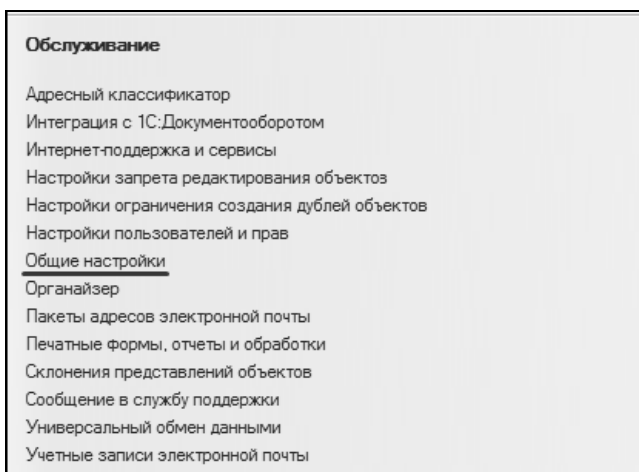 Обслуживание
Адресный классификатор
Интеграция с 1С:Документооборотом
Интернет-поддержка и сервисы
Настройки запрета редактирования объектов
Настройки ограничения создания дублей объектов
Настройки пользователей и прав
Общие настройки
Органайзер
Пакеты адресов электронной почты
Печатные формы, отчеты и обработки
Склонения представлений объектов
Сообщение в службу поддержки
Универсальный обмен данными
Учетные записи электронной почты